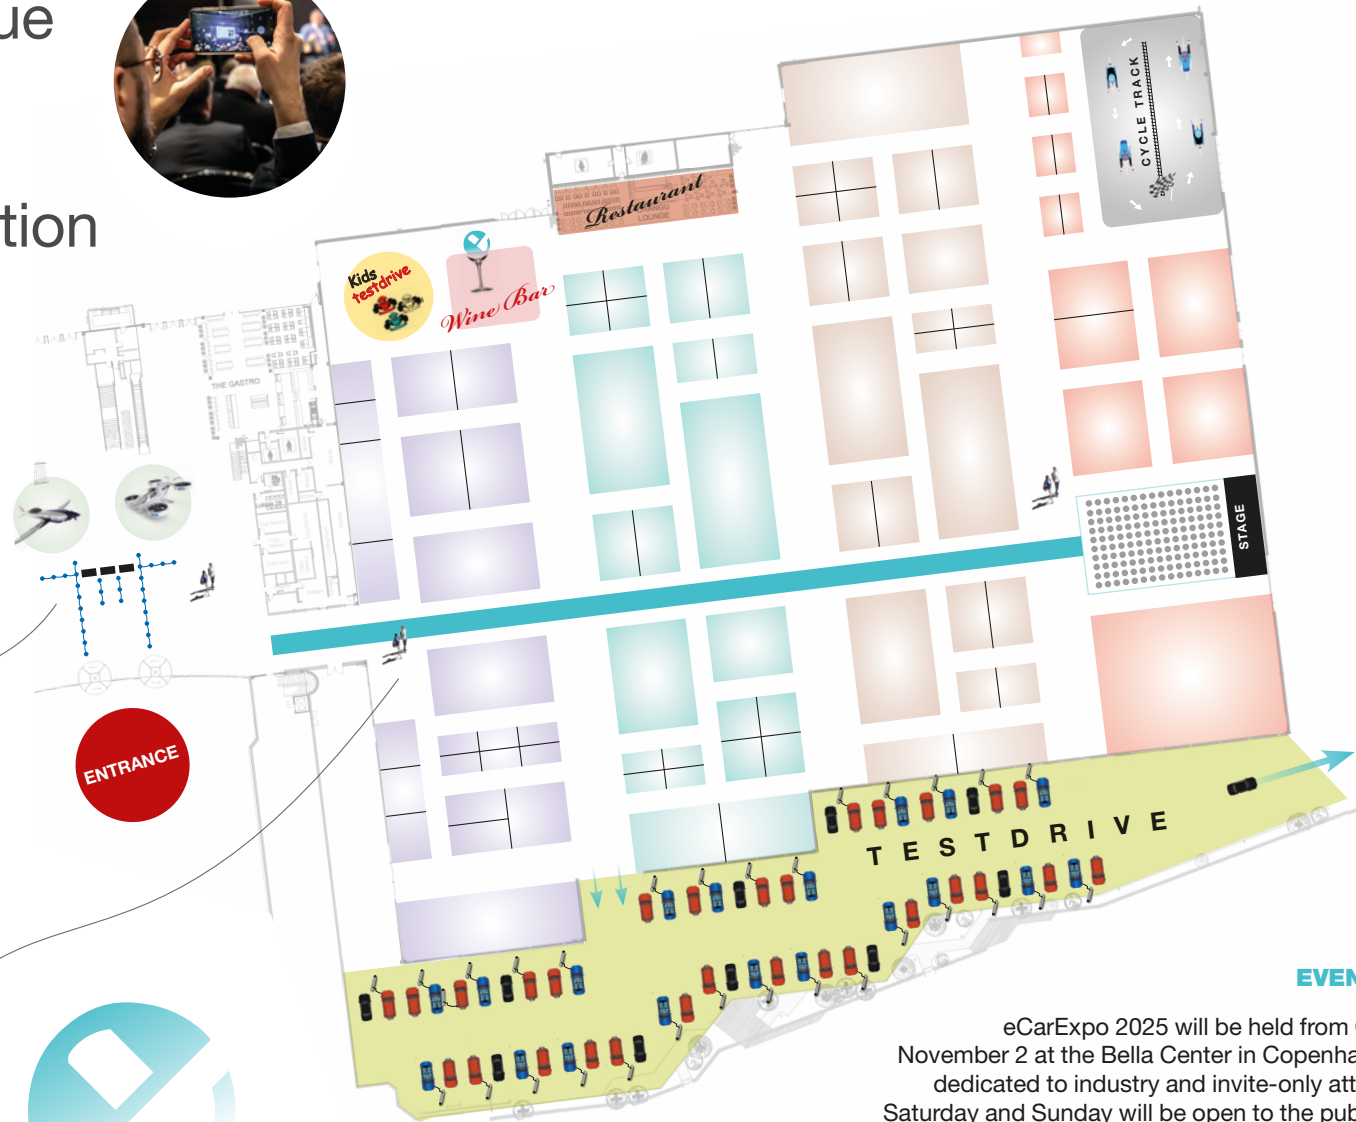 ue
tion
CYCLE TRACK
Restaurant
LOUNGE
Kids
testdrive
Wine Bar
THE GASTRO
STAGE
ENTRANCE
TESTDRIVE
EVEN
eCarExpo 2025 will be held from
November 2 at the Bella Center in Copenha
dedicated to industry and invite-only att
Saturday and Sunday will be open to the pub